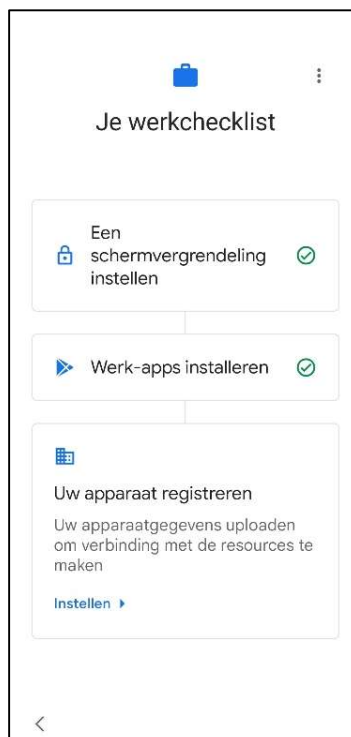 Je werkchecklist
Een
schermvergrendeling
instellen
Werk-apps installeren
Uw apparaat registreren
Uw apparaatgegevens uploaden
om verbinding met de resources te
maken
Instellen